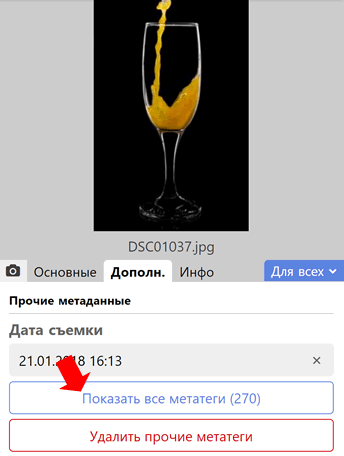 DSC01037.jpg
Основные Дополн. Инфо Для всех
Прочие метаданные
Дата съемки
21.01.2018 16:13
Показать все метатеги (270)
Удалить прочие метатеги